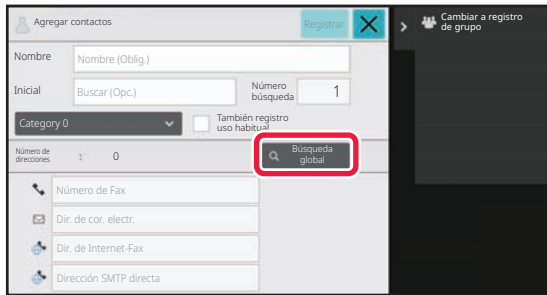 Agregar contactos
Registrar
Cambiar a registro
de grupo
Nombre
Nombre (Oblig.)
Inicial
Buscar (Opc.)
Número
búsqueda
1
Category 0
También registro
uso habitual
Número de
direcciones
:
0
Búsqueda
global
Número de Fax
Dir. de cor. electr.
Dir. de Internet-Fax
Dirección SMTP directa